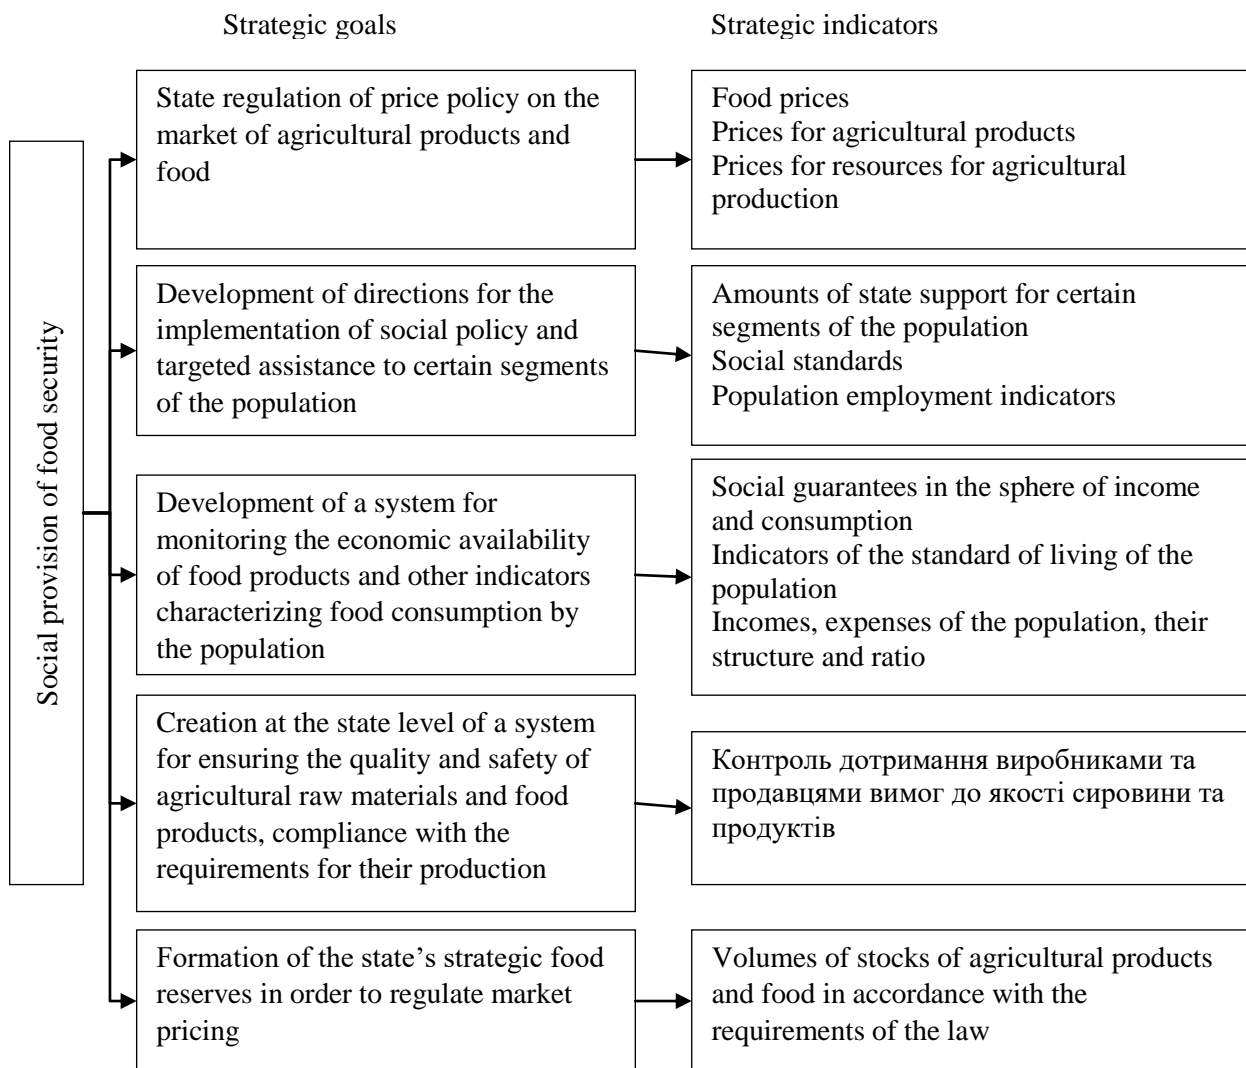 Strategic goals
Strategic indicators
Social provision of food security
State regulation of price policy on the
market of agricultural products and
food
Food prices
Prices for agricultural products
Prices for resources for agricultural
production
Development of directions for the
implementation of social policy and
targeted assistance to certain segments
of the population
Amounts of state support for certain
segments of the population
Social standards
Population employment indicators
Development of a system for
monitoring the economic availability
of food products and other indicators
characterizing food consumption by
the population
Social guarantees in the sphere of income
and consumption
Indicators of the standard of living of the
population
Incomes, expenses of the population, their
structure and ratio
Creation at the state level of a system
for ensuring the quality and safety of
agricultural raw materials and food
products, compliance with the
requirements for their production
Контроль дотримання виробниками та
продавцями вимог до якості сировини та
продуктів
Formation of the state’s strategic food
reserves in order to regulate market
pricing
Volumes of stocks of agricultural products
and food in accordance with the
requirements of the law